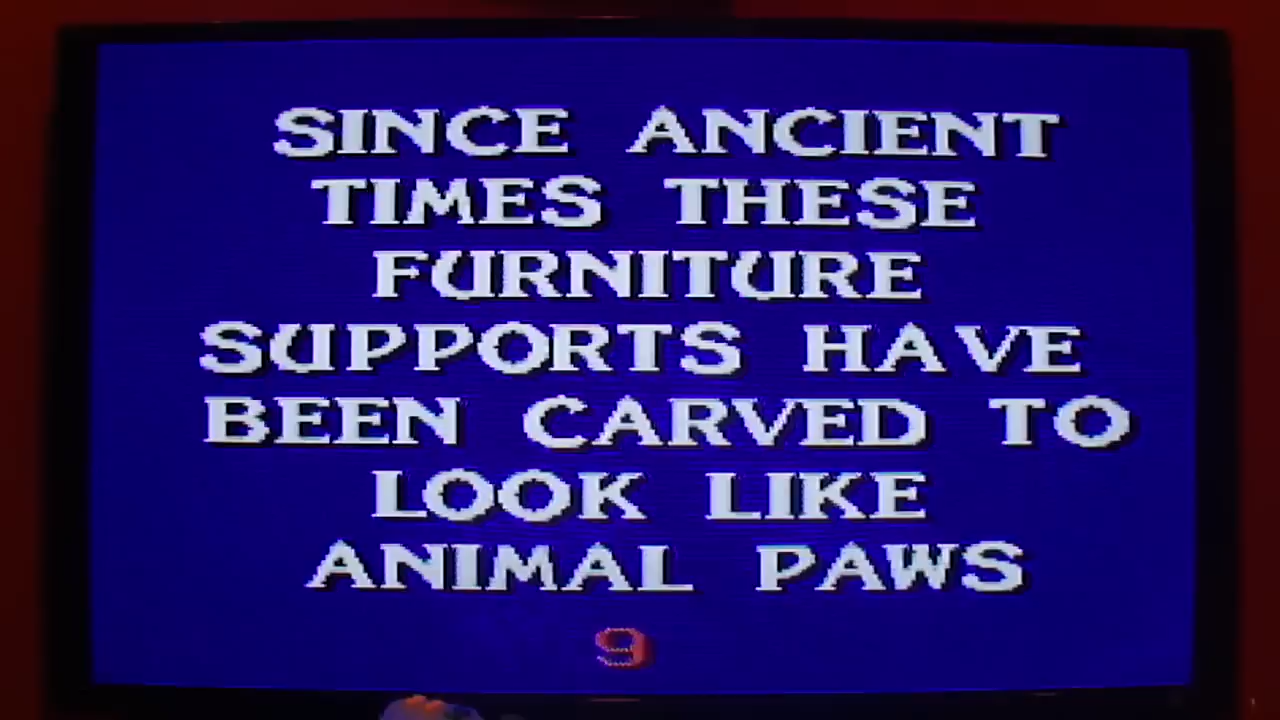 SINCE ANCIENT
TIMES THESE
FURNITURE
SUPPORTS HAVE
BEEN CARVED TO
LOOK LIKE
ANIMAL PAWS
9